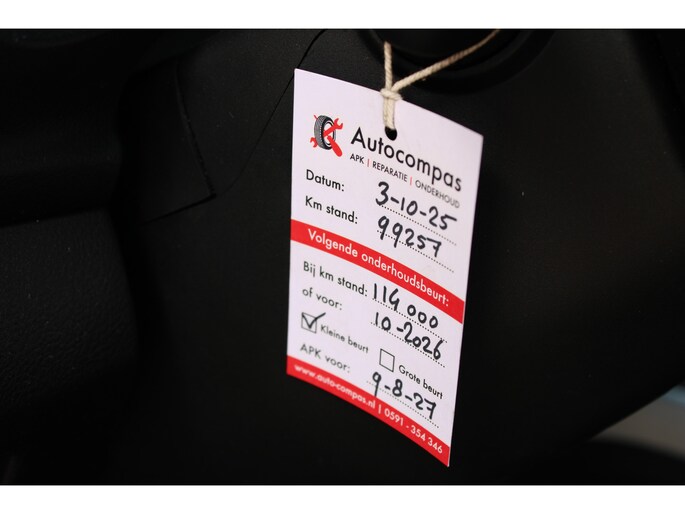 Autocompas
APK | REPARATIE | ONDERHOUD
Datum: 3-10-25
Km stand: 99257
Volgende onderhoudsbeurt:
Bij km stand: 114 000
of voor: 10-2026
Kleine beurt
Grote beurt
APK voor: 9-8-27
www.auto-compas.nl | 0591 - 354 346